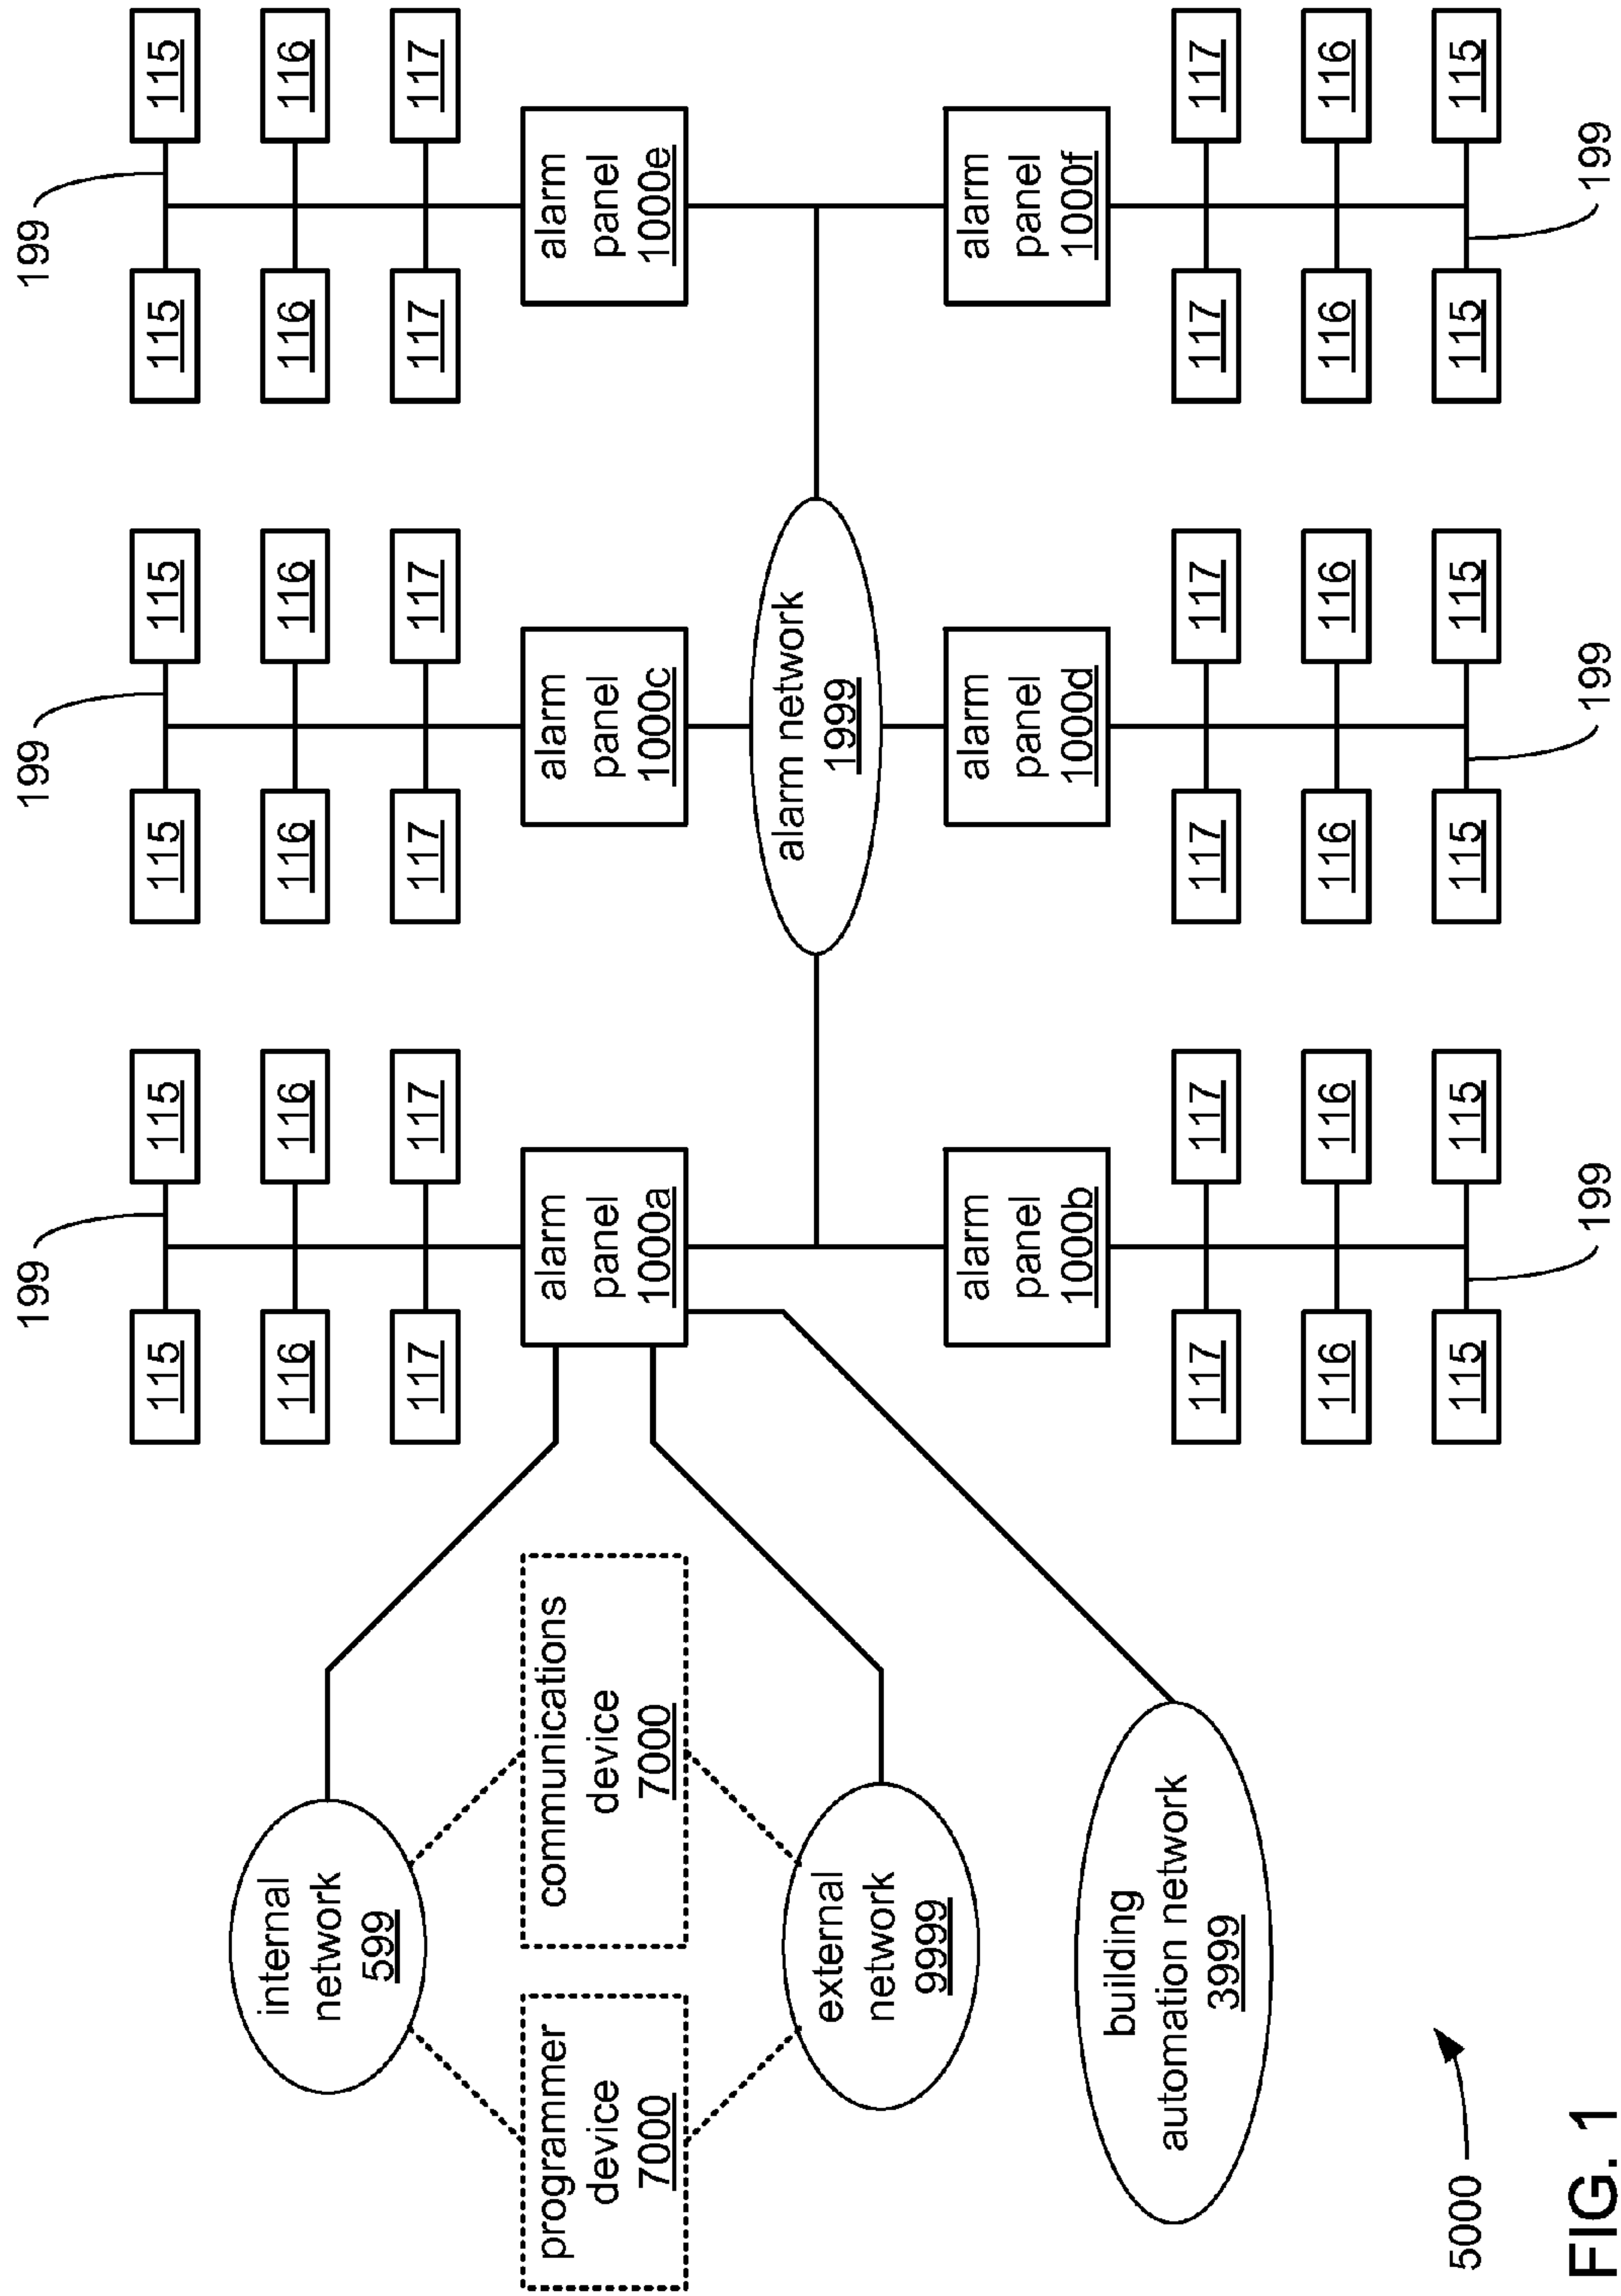 199
199
199
115
115
115
115
115
115
116
116
116
116
116
116
117
117
117
117
117
117
internal
network
599
programmer
device
7000
communications
device
7000
alarm
panel
1000a
alarm
panel
1000c
alarm
panel
1000e
external
network
9999
alarm network
1999
alarm
panel
1000b
alarm
panel
1000d
alarm
panel
1000f
building
automation network
3999
117
117
117
117
117
117
116
116
116
116
116
116
115
115
115
115
115
115
5000
199
199
199
FIG. 1